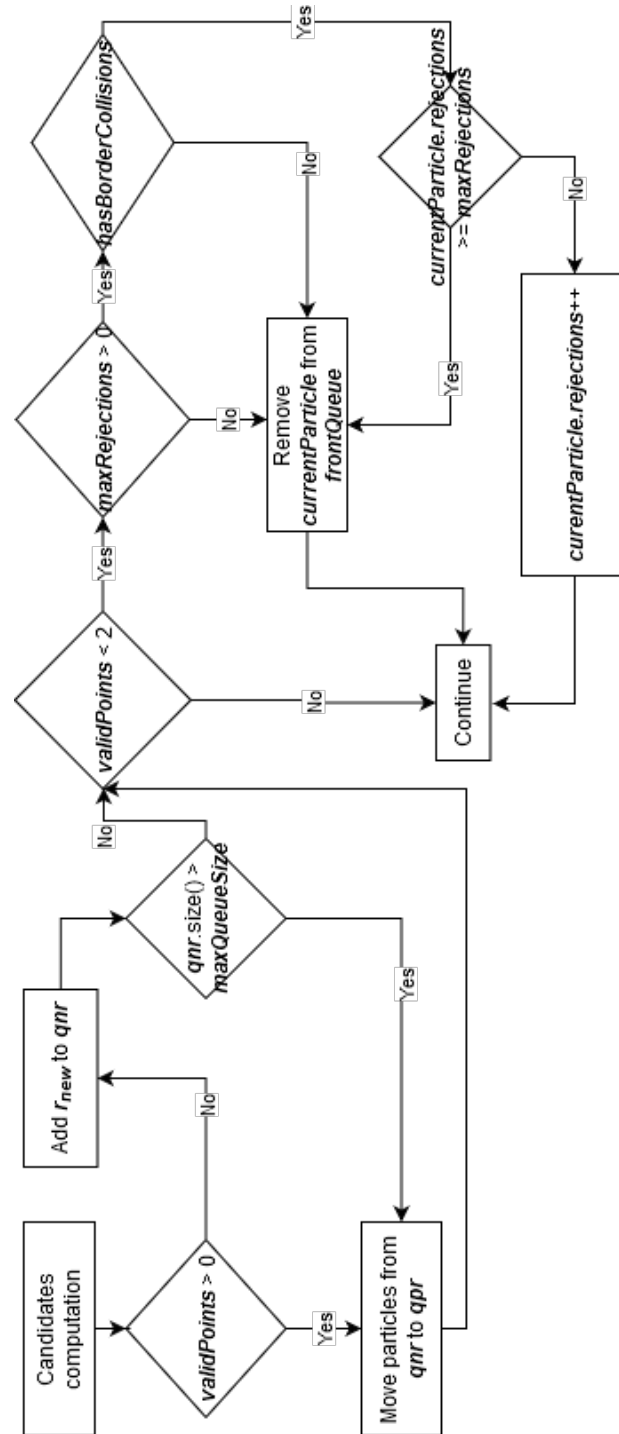 Candidates
computation
validPoints > 0
No
Yes
Add r_new to qnr
Move particles from
qnr to qpr
qnr.size() >
maxQueueSize
No
Yes
validPoints < 2
Yes
No
Continue
maxRejections > 0
Yes
No
Remove
currentParticle from
frontQueue
hasBorderCollisions
Yes
No
currentParticle.rejections
>= maxRejections
Yes
No
curentParticle.rejections++